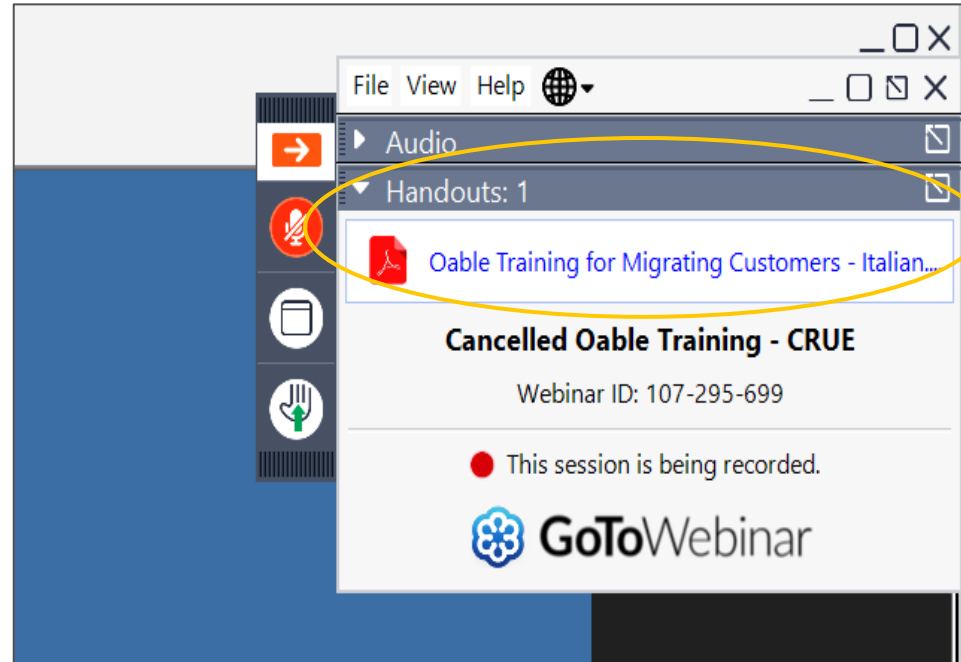 File View Help
Audio
Handouts: 1
Oable Training for Migrating Customers - Italian...
Cancelled Oable Training - CRUE
Webinar ID: 107-295-699
This session is being recorded.
GoToWebinar